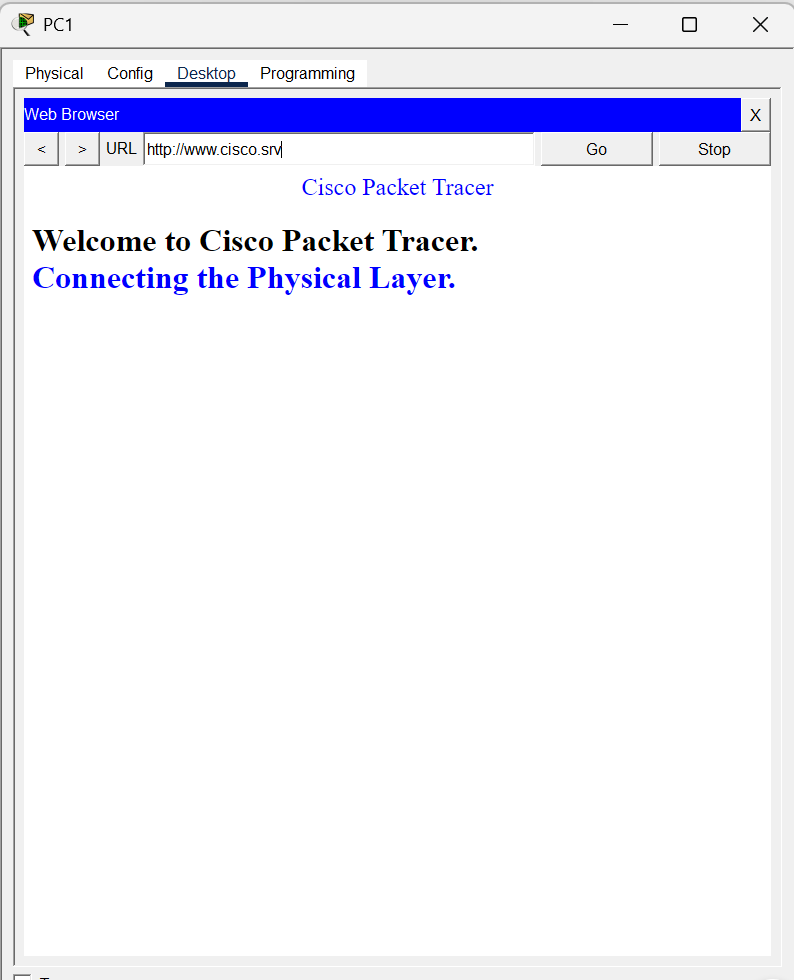 PC1
Physical Config Desktop Programming
Web Browser
X
< > URL http://www.cisco.srv Go Stop
Cisco Packet Tracer
Welcome to Cisco Packet Tracer.
Connecting the Physical Layer.